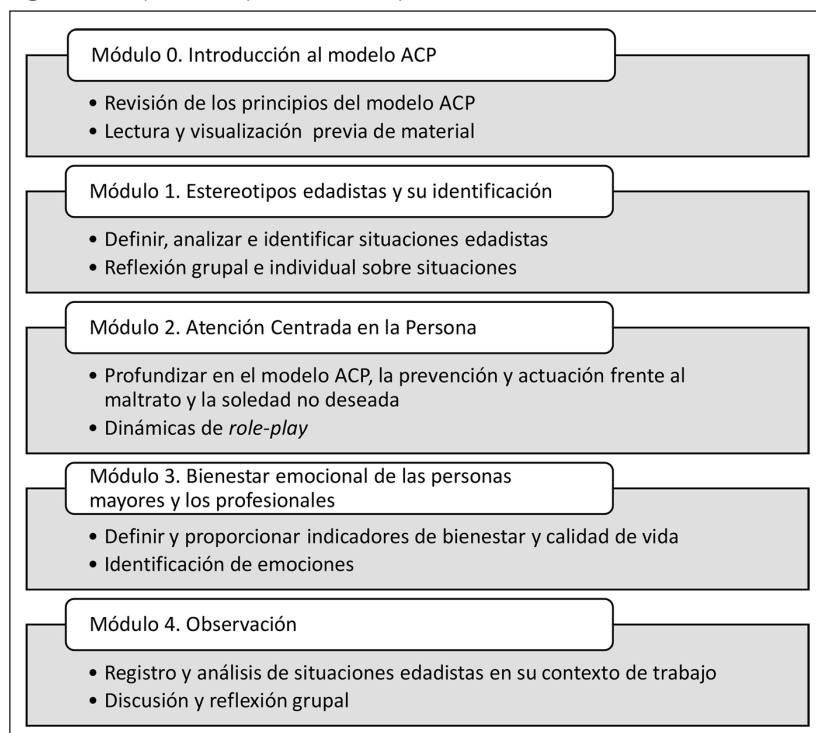 Módulo 0. Introducción al modelo ACP
• Revisión de los principios del modelo ACP
• Lectura y visualización previa de material
Módulo 1. Estereotipos edadistas y su identificación
• Definir, analizar e identificar situaciones edadistas
• Reflexión grupal e individual sobre situaciones
Módulo 2. Atención Centrada en la Persona
• Profundizar en el modelo ACP, la prevención y actuación frente al
maltrato y la soledad no deseada
• Dinámicas de role-play
Módulo 3. Bienestar emocional de las personas
mayores y los profesionales
• Definir y proporcionar indicadores de bienestar y calidad de vida
• Identificación de emociones
Módulo 4. Observación
• Registro y análisis de situaciones edadistas en su contexto de trabajo
• Discusión y reflexión grupal